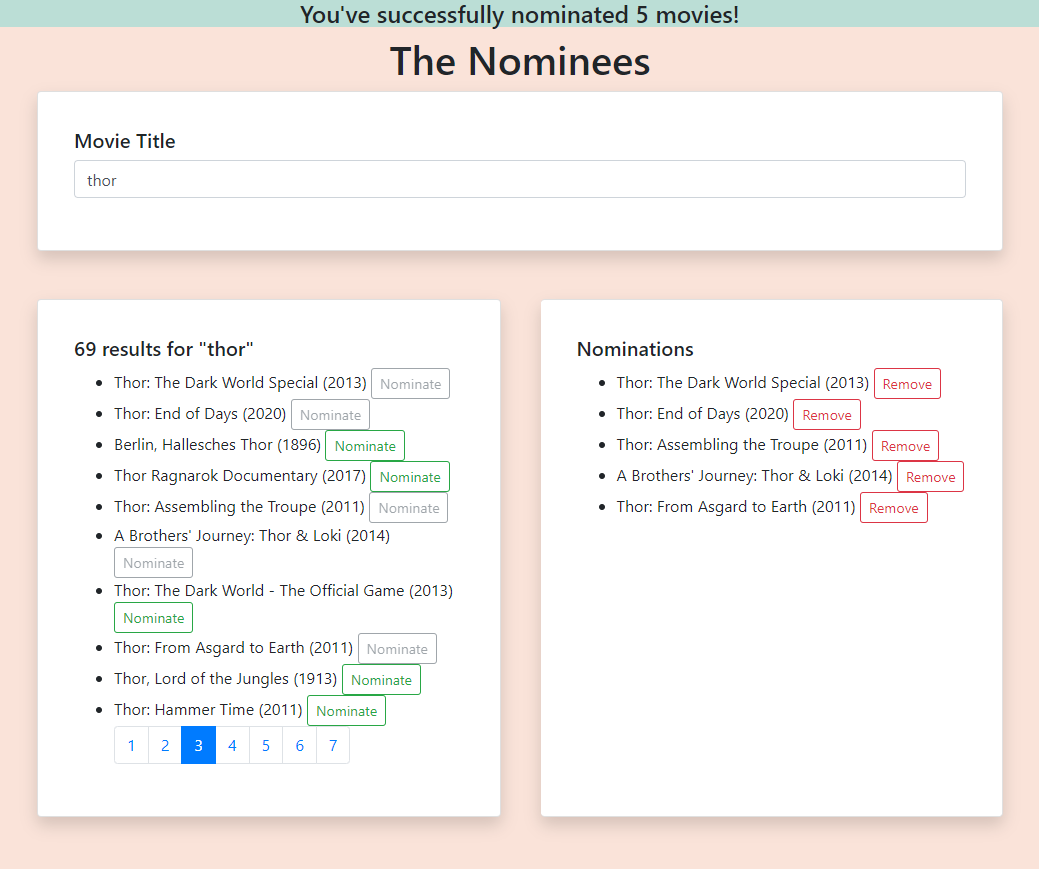 You've successfully nominated 5 movies!
The Nominees
Movie Title
thor
69 results for "thor"
Thor: The Dark World Special (2013) Nominate
Thor: End of Days (2020) Nominate
Berlin, Hallesches Thor (1896) Nominate
Thor Ragnarok Documentary (2017) Nominate
Thor: Assembling the Troupe (2011) Nominate
A Brothers' Journey: Thor & Loki (2014)
Nominate
Thor: The Dark World - The Official Game (2013)
Nominate
Thor: From Asgard to Earth (2011) Nominate
Thor, Lord of the Jungles (1913) Nominate
Thor: Hammer Time (2011) Nominate
1 2 3 4 5 6 7
Nominations
Thor: The Dark World Special (2013) Remove
Thor: End of Days (2020) Remove
Thor: Assembling the Troupe (2011) Remove
A Brothers' Journey: Thor & Loki (2014) Remove
Thor: From Asgard to Earth (2011) Remove